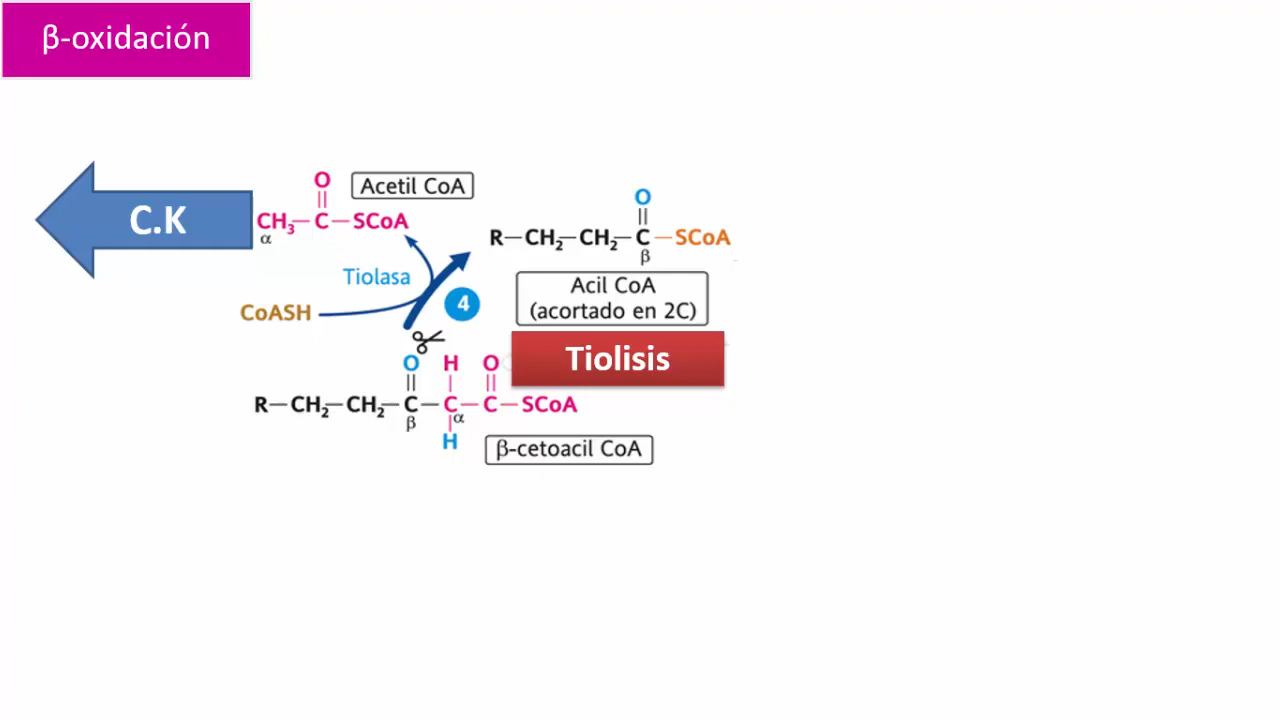 β-oxidación
C.K
O
Acetil CoA
CH₃—C—SCoA
α
O
R—CH₂—CH₂—C—SCoA
β
Tiolasa
CoASH
4
Acil CoA
(acortado en 2C)
Tiolisis
O H O
R—CH₂—CH₂—C—C—C—SCoA
β α
H
β-cetoacil CoA